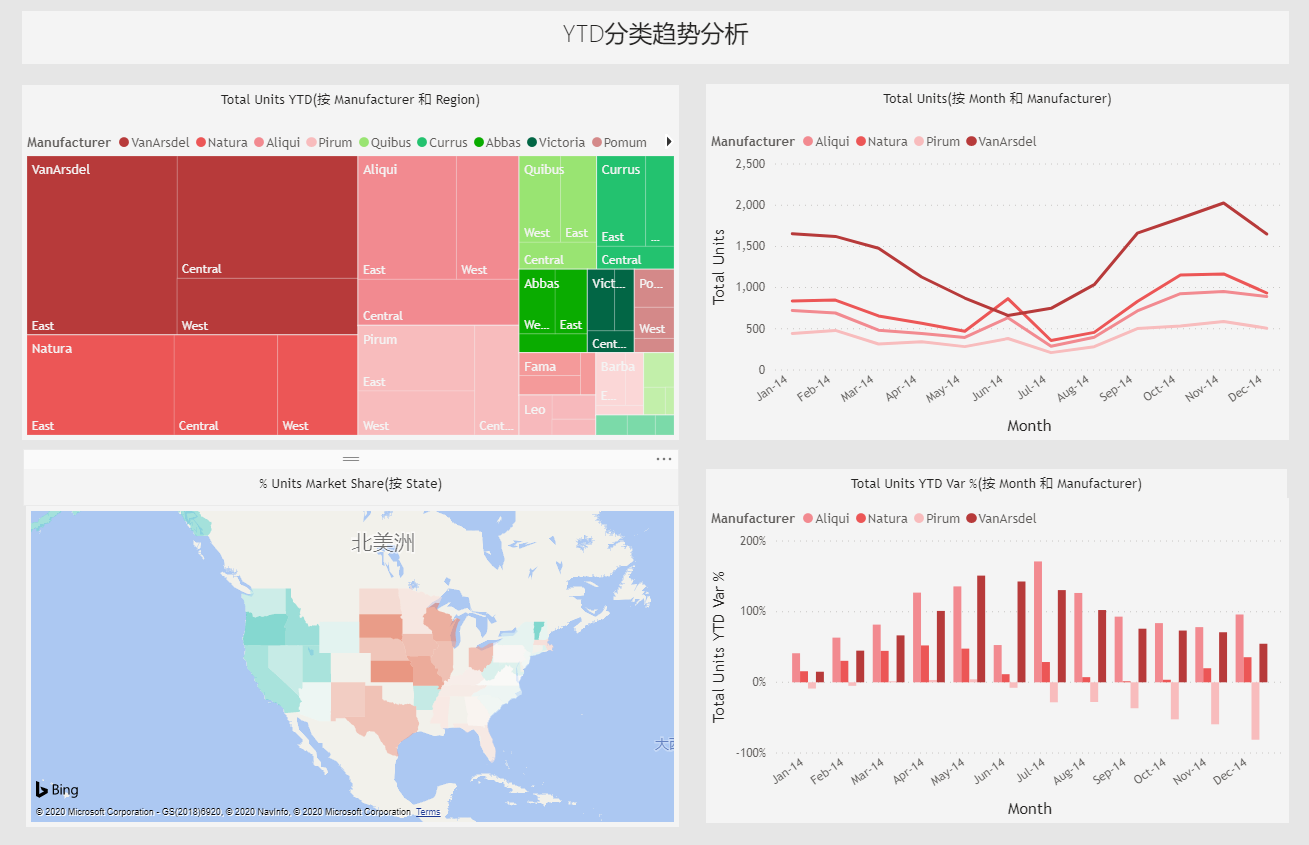 YTD分类趋势分析
Total Units YTD(按 Manufacturer 和 Region)
Manufacturer VanArsdel Natura Aliqui Pirum Quibus Currus Abbas Victoria Pomum
VanArsdel
East
Central
West
Natura
East
Central
West
Aliqui
East
West
Central
Pirum
East
West
Cent...
Quibus
West
East
Central
Currus
East
...
Central
Abbas
We...
East
Vict...
Cent...
Po...
West
Fama
Leo
Barba
E...
Total Units(按 Month 和 Manufacturer)
Manufacturer Aliqui Natura Pirum VanArsdel
2,500
2,000
1,500
1,000
500
0
Total Units
Jan-14 Feb-14 Mar-14 Apr-14 May-14 Jun-14 Jul-14 Aug-14 Sep-14 Oct-14 Nov-14 Dec-14
Month
% Units Market Share(按 State)
北美洲
Bing
© 2020 Microsoft Corporation - GS(2018)6920, © 2020 NavInfo, © 2020 Microsoft Corporation Terms
Total Units YTD Var %(按 Month 和 Manufacturer)
Manufacturer Aliqui Natura Pirum VanArsdel
200%
100%
0%
-100%
Total Units YTD Var %
Jan-14 Feb-14 Mar-14 Apr-14 May-14 Jun-14 Jul-14 Aug-14 Sep-14 Oct-14 Nov-14 Dec-14
Month